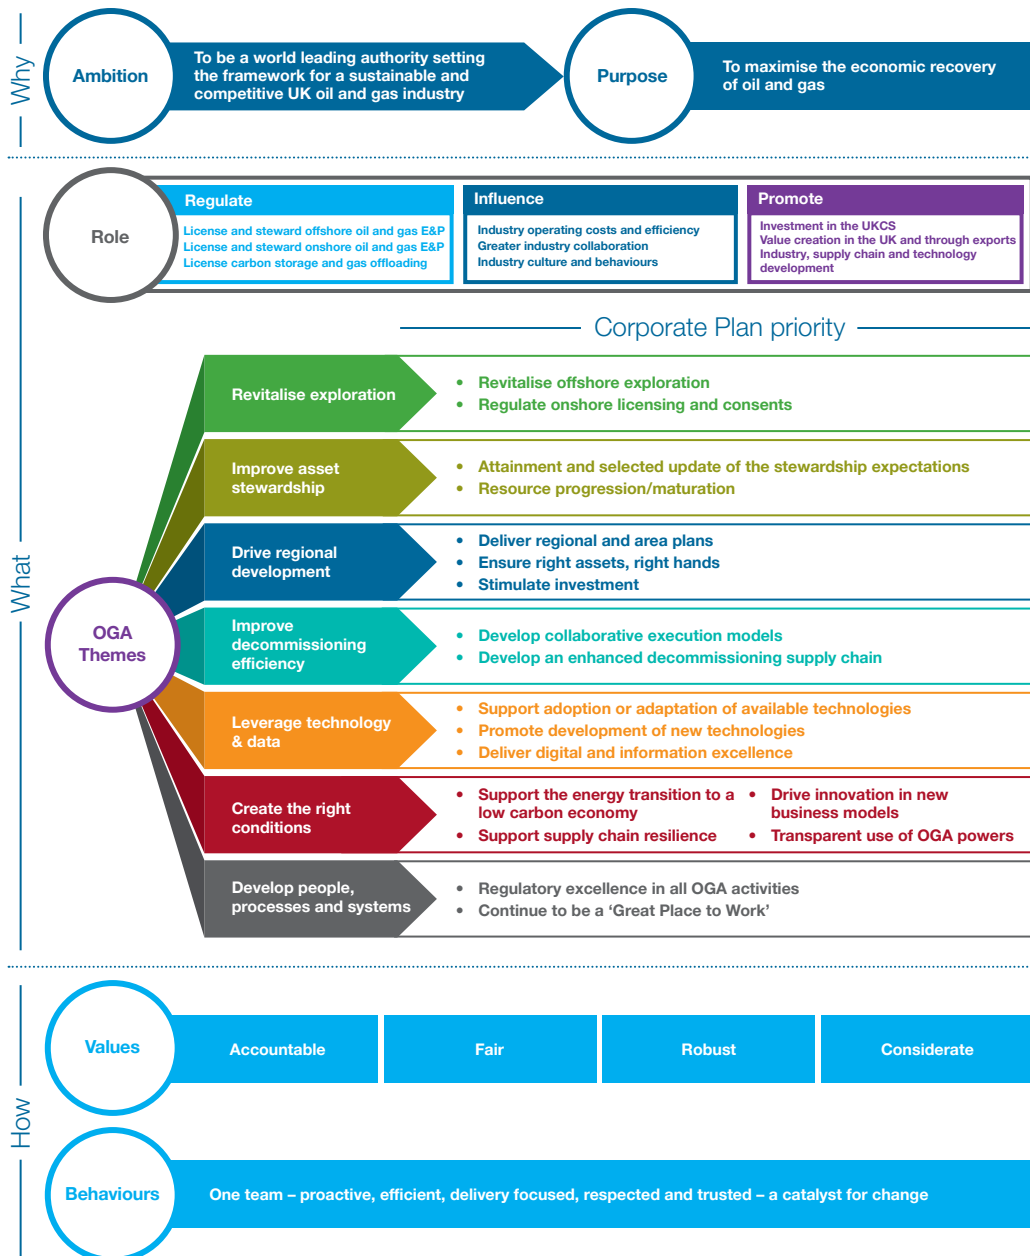 Why
Ambition
To be a world leading authority setting
the framework for a sustainable and
competitive UK oil and gas industry
Purpose
To maximise the economic recovery
of oil and gas
What
Role
Regulate
License and steward offshore oil and gas E&P
License and steward onshore oil and gas E&P
License carbon storage and gas offloading
Influence
Industry operating costs and efficiency
Greater industry collaboration
Industry culture and behaviours
Promote
Investment in the UKCS
Value creation in the UK and through exports
Industry, supply chain and technology
development
Corporate Plan priority
OGA
Themes
Revitalise exploration
• Revitalise offshore exploration
• Regulate onshore licensing and consents
Improve asset
stewardship
• Attainment and selected update of the stewardship expectations
• Resource progression/maturation
Drive regional
development
• Deliver regional and area plans
• Ensure right assets, right hands
• Stimulate investment
Improve
decommissioning
efficiency
• Develop collaborative execution models
• Develop an enhanced decommissioning supply chain
Leverage technology
& data
• Support adoption or adaptation of available technologies
• Promote development of new technologies
• Deliver digital and information excellence
Create the right
conditions
• Support the energy transition to a
low carbon economy
• Support supply chain resilience
• Drive innovation in new
business models
• Transparent use of OGA powers
Develop people,
processes and systems
• Regulatory excellence in all OGA activities
• Continue to be a ‘Great Place to Work’
How
Values
Accountable
Fair
Robust
Considerate
Behaviours
One team – proactive, efficient, delivery focused, respected and trusted – a catalyst for change